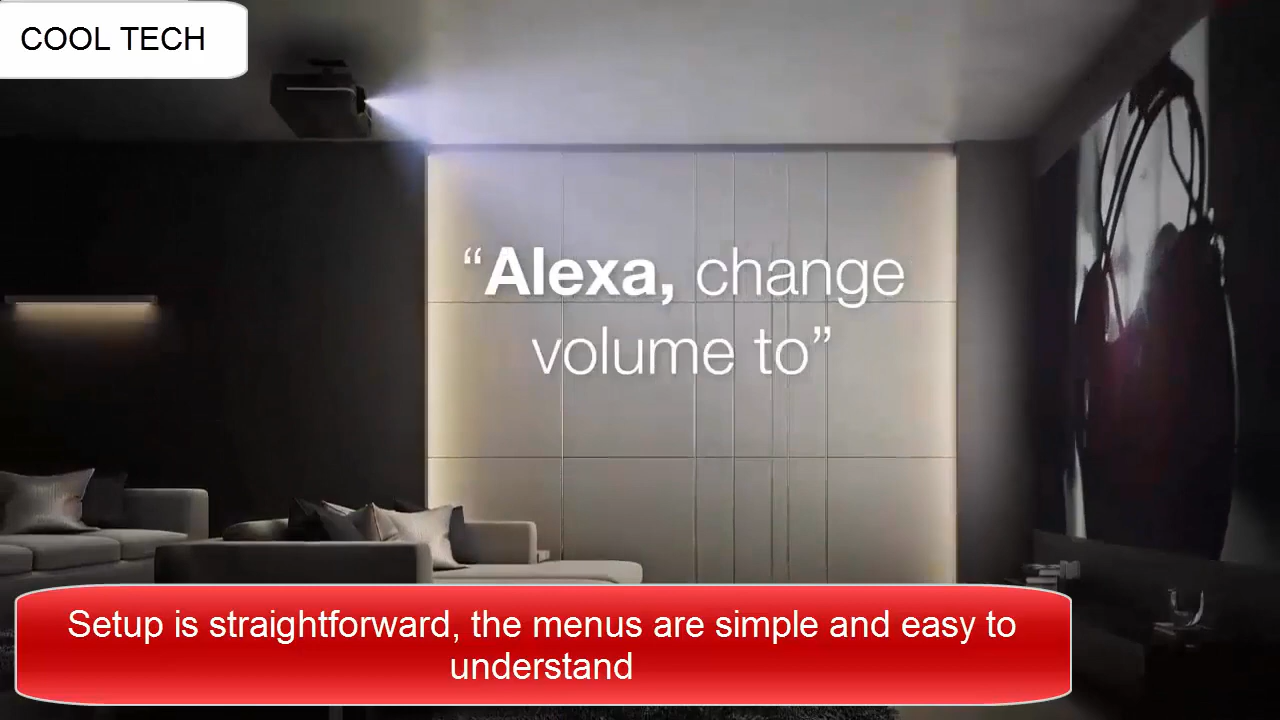 COOL TECH
“Alexa, change
volume to”
Setup is straightforward, the menus are simple and easy to
understand